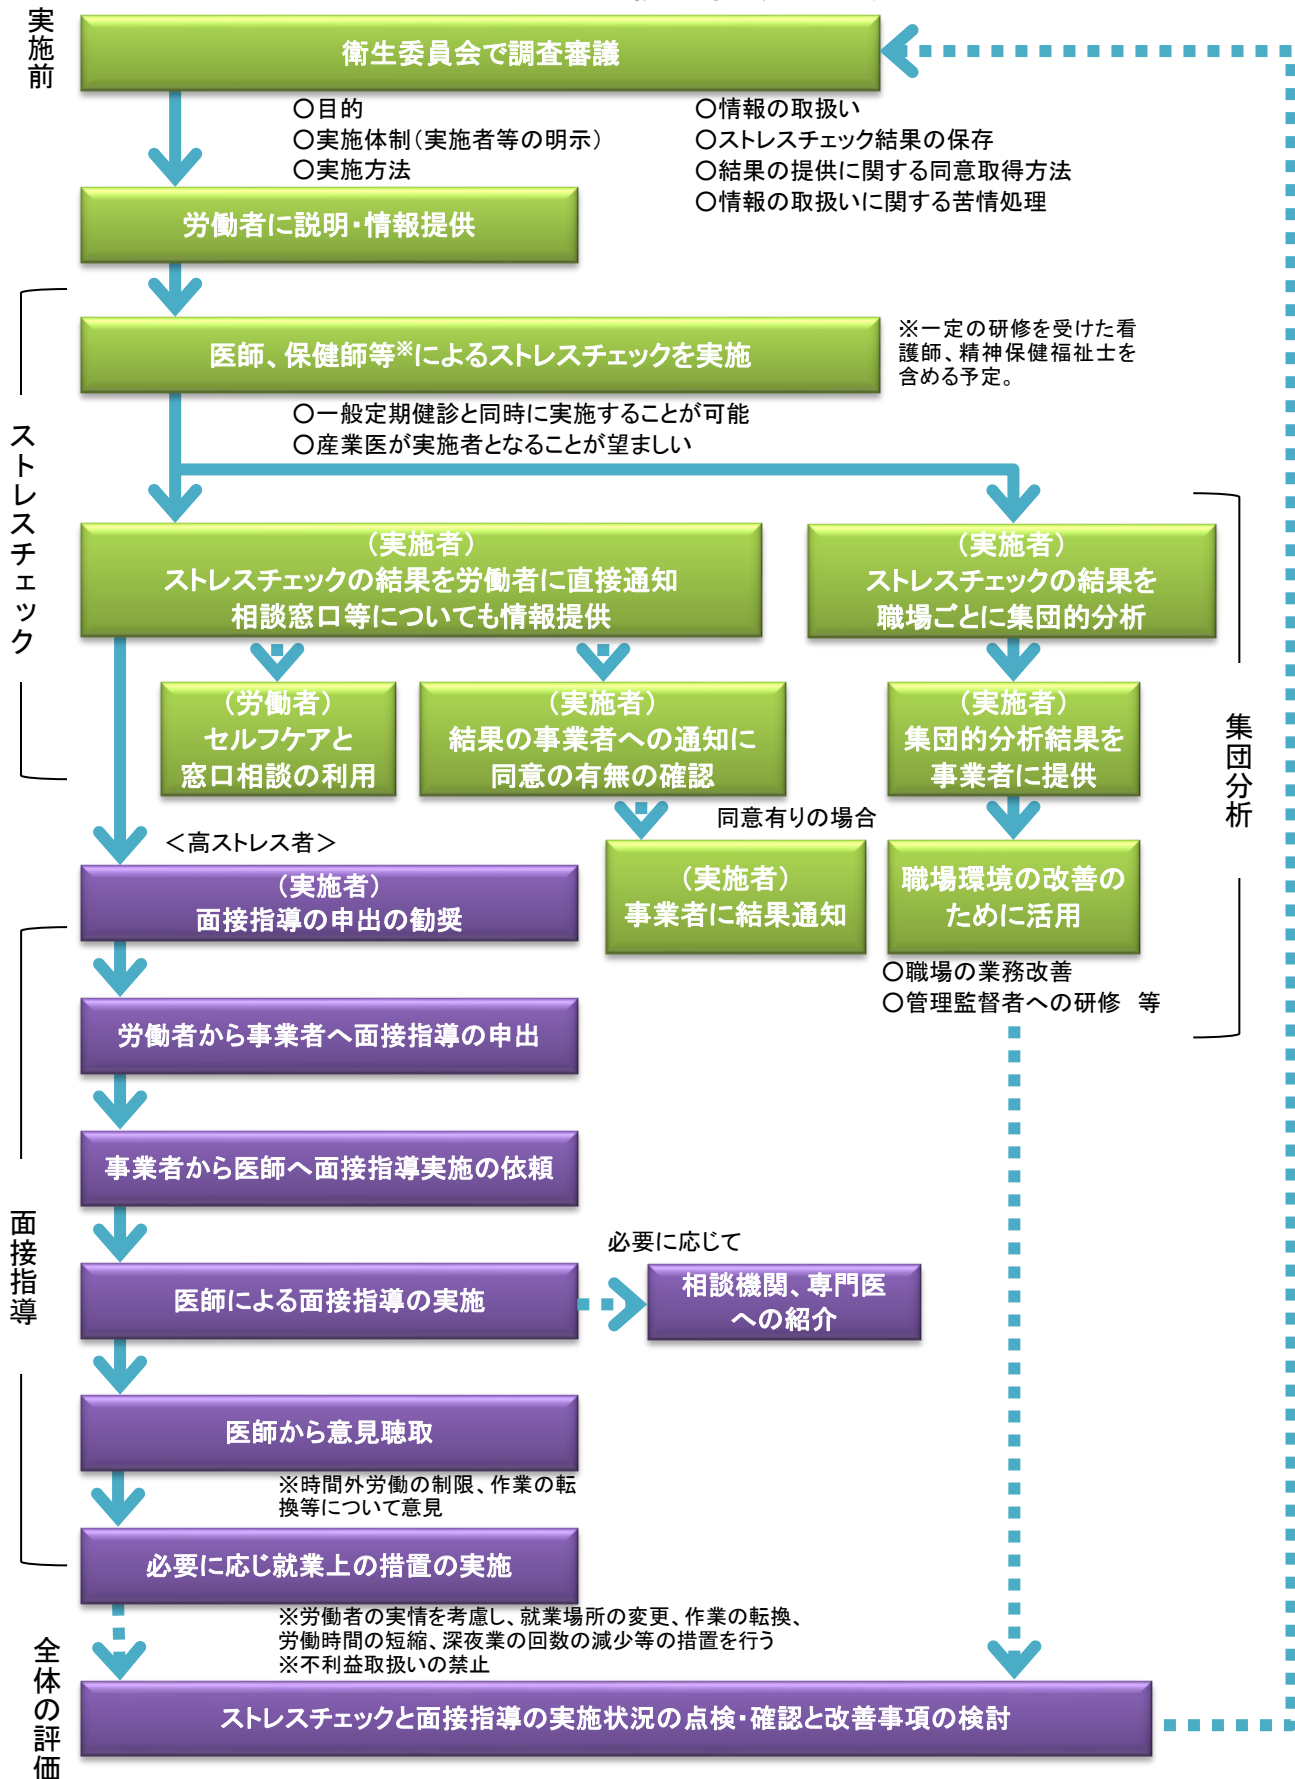 実施前
衛生委員会で調査審議
○目的
○実施体制(実施者等の明示)
○実施方法
○情報の取扱い
○ストレスチェック結果の保存
○結果の提供に関する同意取得方法
○情報の取扱いに関する苦情処理
労働者に説明・情報提供
ストレスチェック
医師、保健師等※によるストレスチェックを実施
※一定の研修を受けた看
護師、精神保健福祉士を
含める予定。
○一般定期健診と同時に実施することが可能
○産業医が実施者となることが望ましい
(実施者)
ストレスチェックの結果を労働者に直接通知
相談窓口等についても情報提供
(実施者)
ストレスチェックの結果を
職場ごとに集団的分析
(労働者)
セルフケアと
窓口相談の利用
(実施者)
結果の事業者への通知に
同意の有無の確認
(実施者)
集団的分析結果を
事業者に提供
集団分析
同意有りの場合
(実施者)
事業者に結果通知
職場環境の改善の
ために活用
○職場の業務改善
○管理監督者への研修 等
<高ストレス者>
(実施者)
面接指導の申出の勧奨
面接指導
労働者から事業者へ面接指導の申出
事業者から医師へ面接指導実施の依頼
医師による面接指導の実施
必要に応じて
相談機関、専門医
への紹介
医師から意見聴取
※時間外労働の制限、作業の転
換等について意見
必要に応じ就業上の措置の実施
※労働者の実情を考慮し、就業場所の変更、作業の転換、
労働時間の短縮、深夜業の回数の減少等の措置を行う
※不利益取扱いの禁止
全体の評価
ストレスチェックと面接指導の実施状況の点検・確認と改善事項の検討